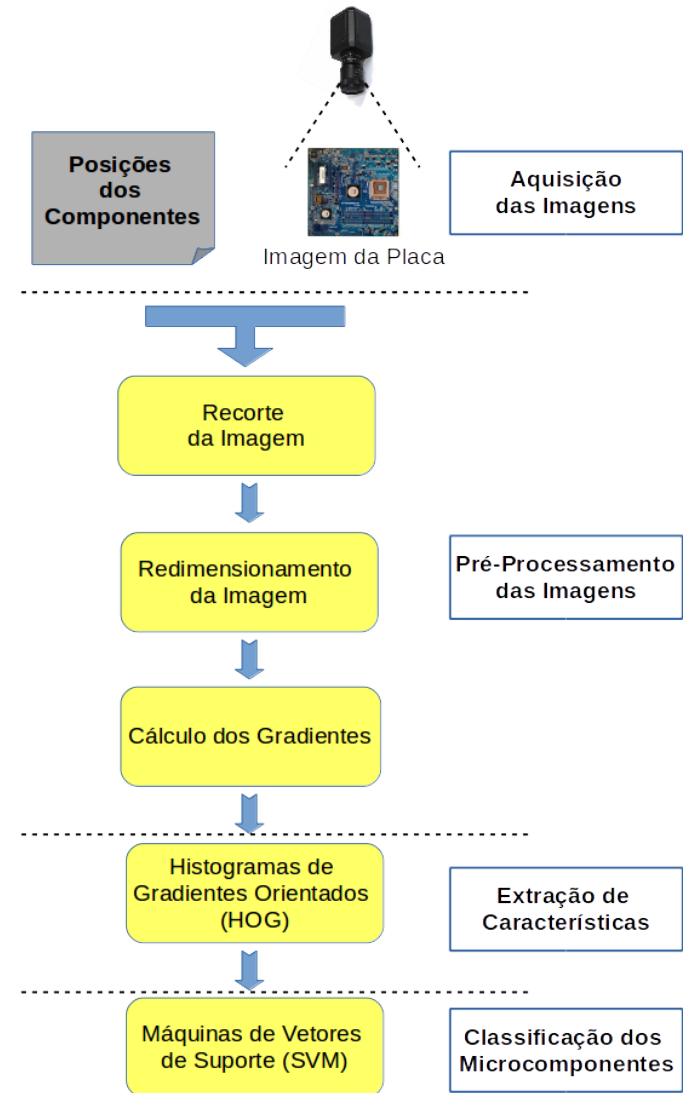 Posições
dos
Componentes
Aquisição
das Imagens
Imagem da Placa
Recorte
da Imagem
Redimensionamento
da Imagem
Pré-Processamento
das Imagens
Cálculo dos Gradientes
Histogramas de
Gradientes Orientados
(HOG)
Extração de
Característícas
Máquinas de Vetores
de Suporte (SVM)
Classificação dos
Microcomponentes